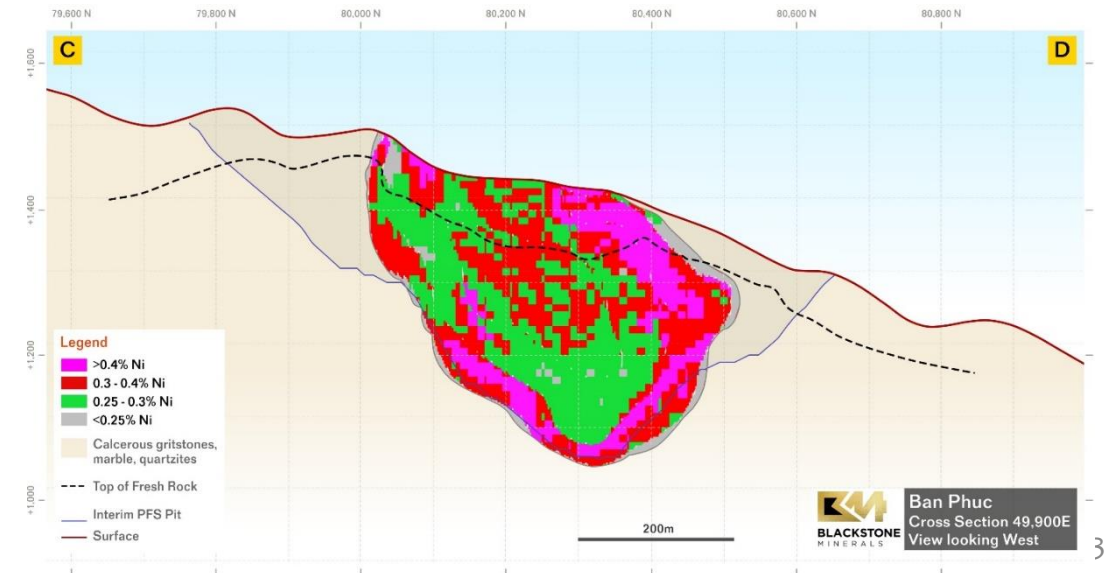 79,600 N 79,800 N 80,000 N 80,200 N 80,400 N 80,600 N 80,800 N
C D
+1,600
+1,400
+1,200
+1,000
Legend
>0.4% Ni
0.3 - 0.4% Ni
0.25 - 0.3% Ni
<0.25% Ni
Calcerous gritstones,
marble, quartzites
Top of Fresh Rock
Interim PFS Pit
Surface
200m
BLACKSTONE
MINERALS
Ban Phuc
Cross Section 49,900E
View looking West
3